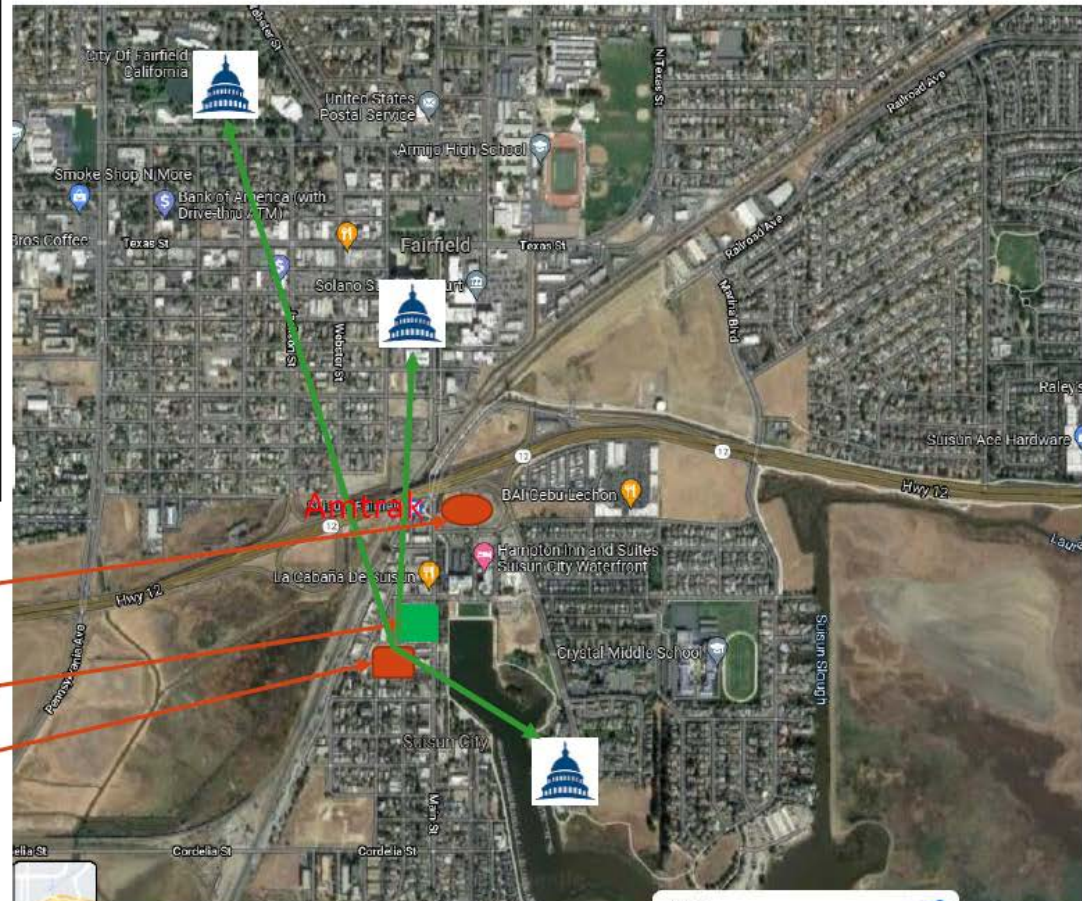 Webster St
City Of Fairfield
California
N Texas St
United States
Postal Service
Railroad Ave
Armijo High School
Smoke Shop N More
Bank of America (with
Drive-thru ATM)
Bros Coffee
Texas St
Fairfield
Texas St
Railroad Ave
Solano
Marina Blvd
Webster St
Raley's
Suisun Ace Hardware
12
12
Hwy 12
BAI Cebu Lechon
Amtrak
12
Hampton Inn and Suites
Suisun City Waterfront
La Cabaña De Suisun
Hwy 12
Pennsylvania Ave
Crystal Middle School
Suisun Slough
Suisun City
Main St
Cordelia St
Cordelia St